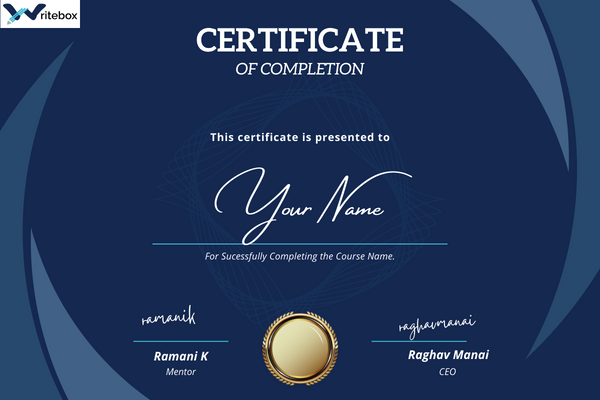 Writebox
CERTIFICATE
OF COMPLETION
This certificate is presented to
Your Name
For Sucessfully Completing the Course Name.
ramanik
raghavmanai
Ramani K
Raghav Manai
Mentor
CEO